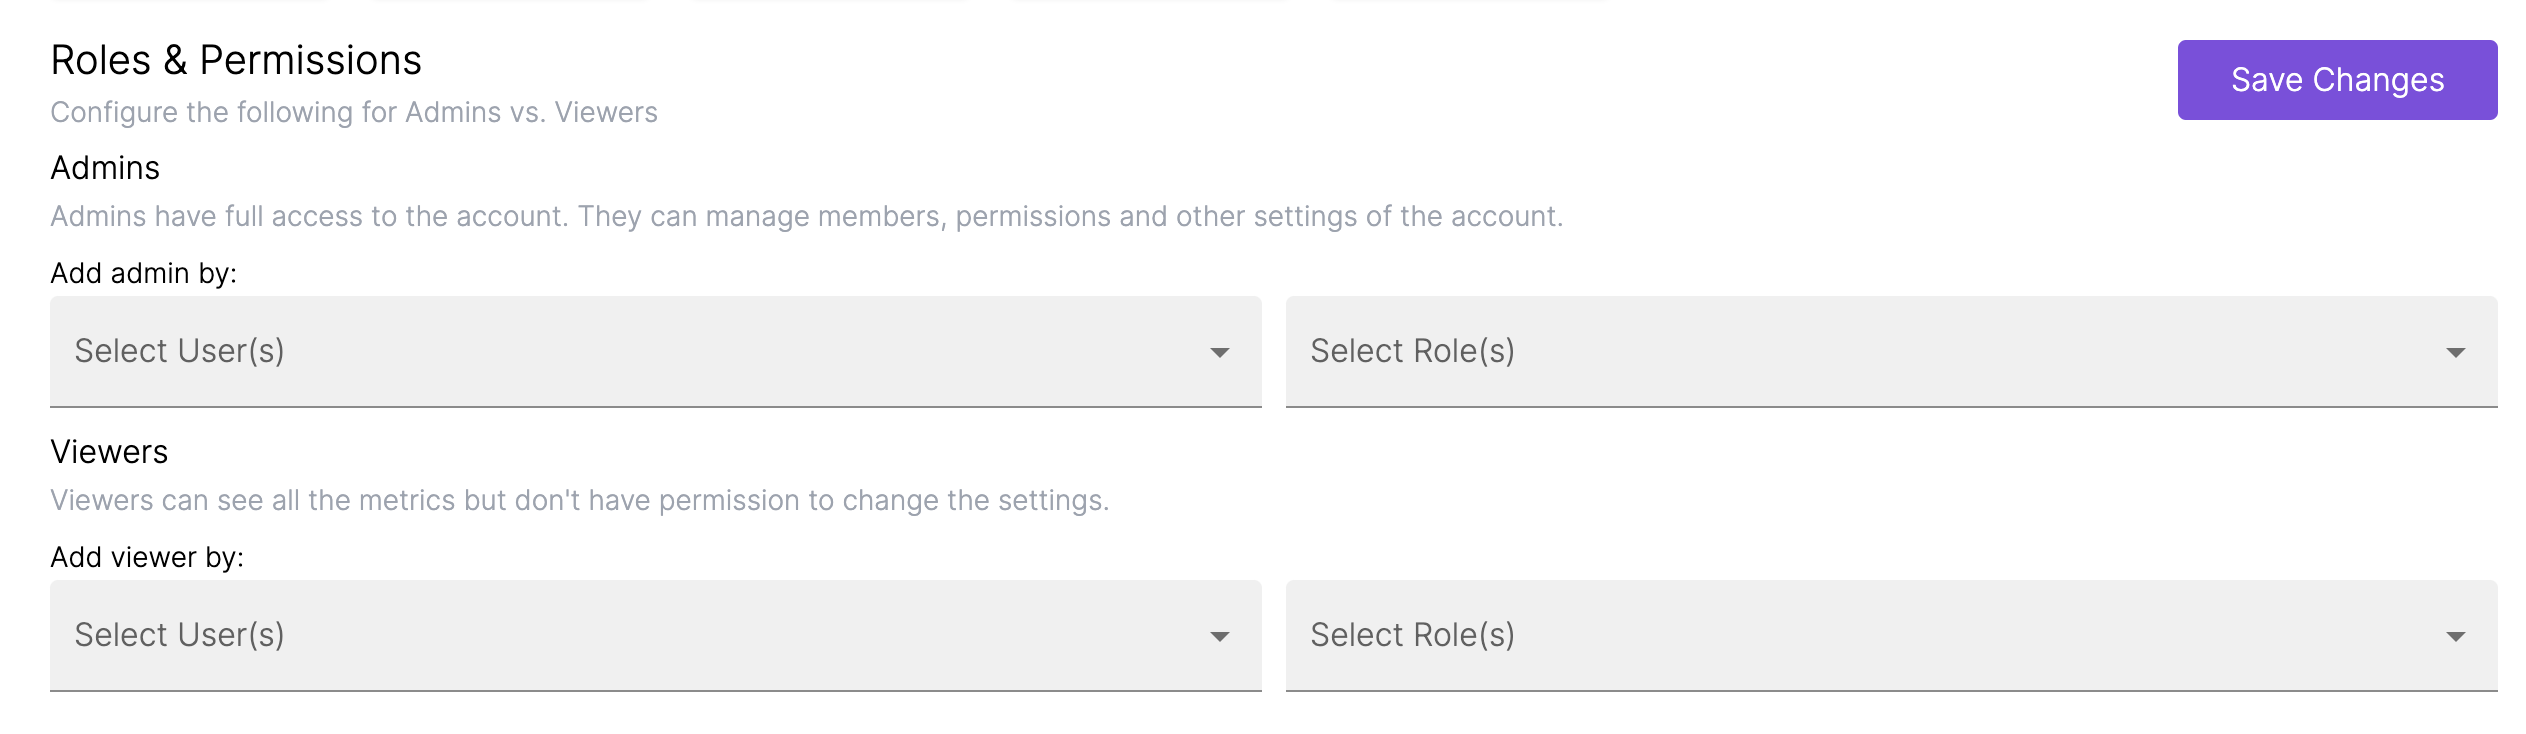 Roles & Permissions
Save Changes
Configure the following for Admins vs. Viewers
Admins
Admins have full access to the account. They can manage members, permissions and other settings of the account.
Add admin by:
Select User(s)
Select Role(s)
Viewers
Viewers can see all the metrics but don't have permission to change the settings.
Add viewer by:
Select User(s)
Select Role(s)